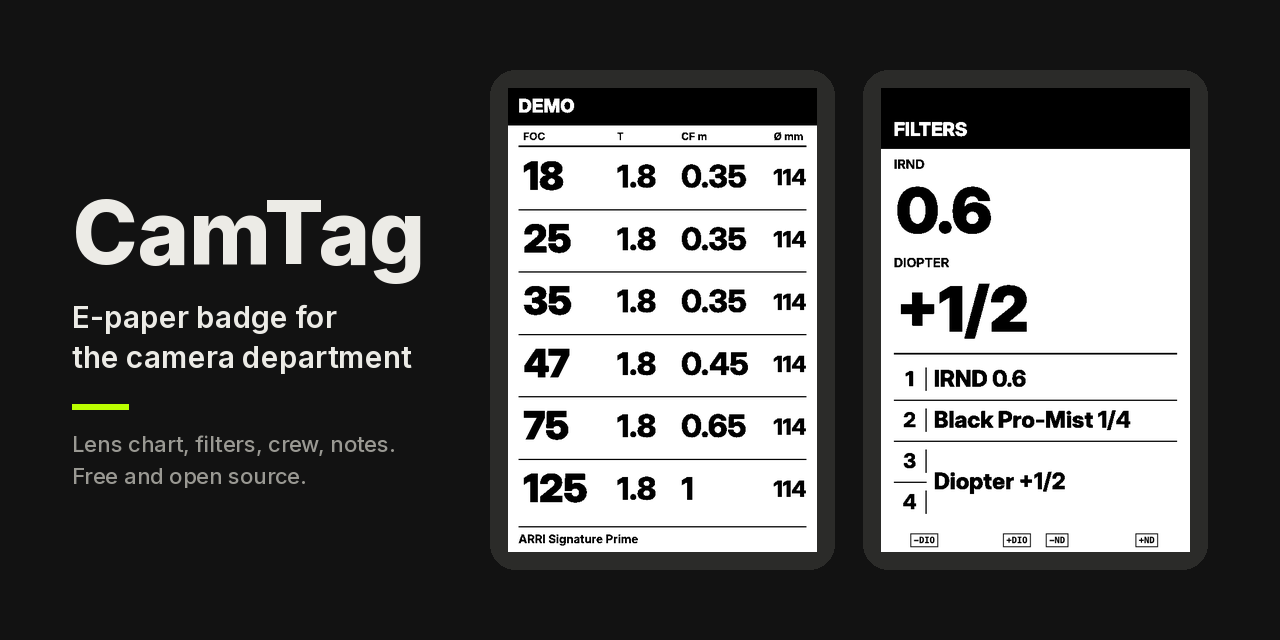 CamTag
E-paper badge for
the camera department
Lens chart, filters, crew, notes.
Free and open source.
DEMO
FOC T CF m Ø mm
18 1.8 0.35 114
25 1.8 0.35 114
35 1.8 0.35 114
47 1.8 0.45 114
75 1.8 0.65 114
125 1.8 1 114
ARRI Signature Prime
FILTERS
IRND
0.6
DIOPTER
+1/2
1 IRND 0.6
2 Black Pro-Mist 1/4
3
Diopter +1/2
4
-DIO +DIO -ND +ND